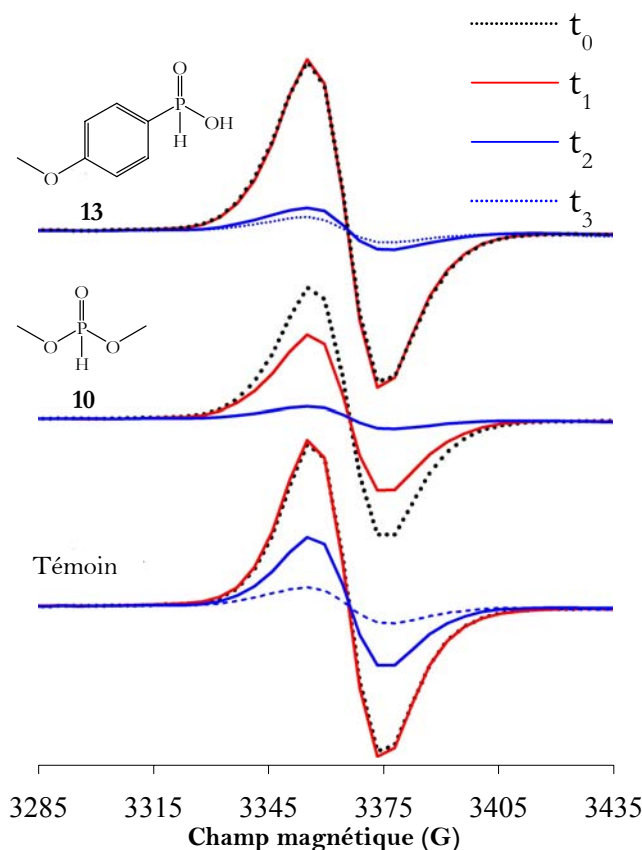 t0
t1
t2
t3
O
P
OH
H
O
13
O
P
O
O
H
10
Témoin
3285 3315 3345 3375 3405 3435
Champ magnétique (G)